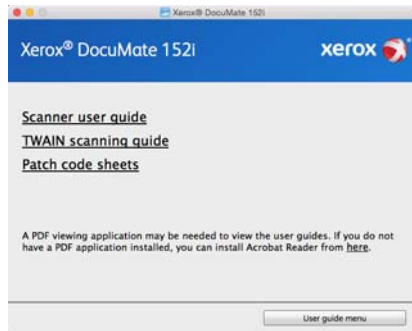 Xerox® DocuMate 152i
Xerox® DocuMate 152i
xerox
Scanner user guide
TWAIN scanning guide
Patch code sheets
A PDF viewing application may be needed to view the user guides. If you do not
have a PDF application installed, you can install Acrobat Reader from here.
User guide menu